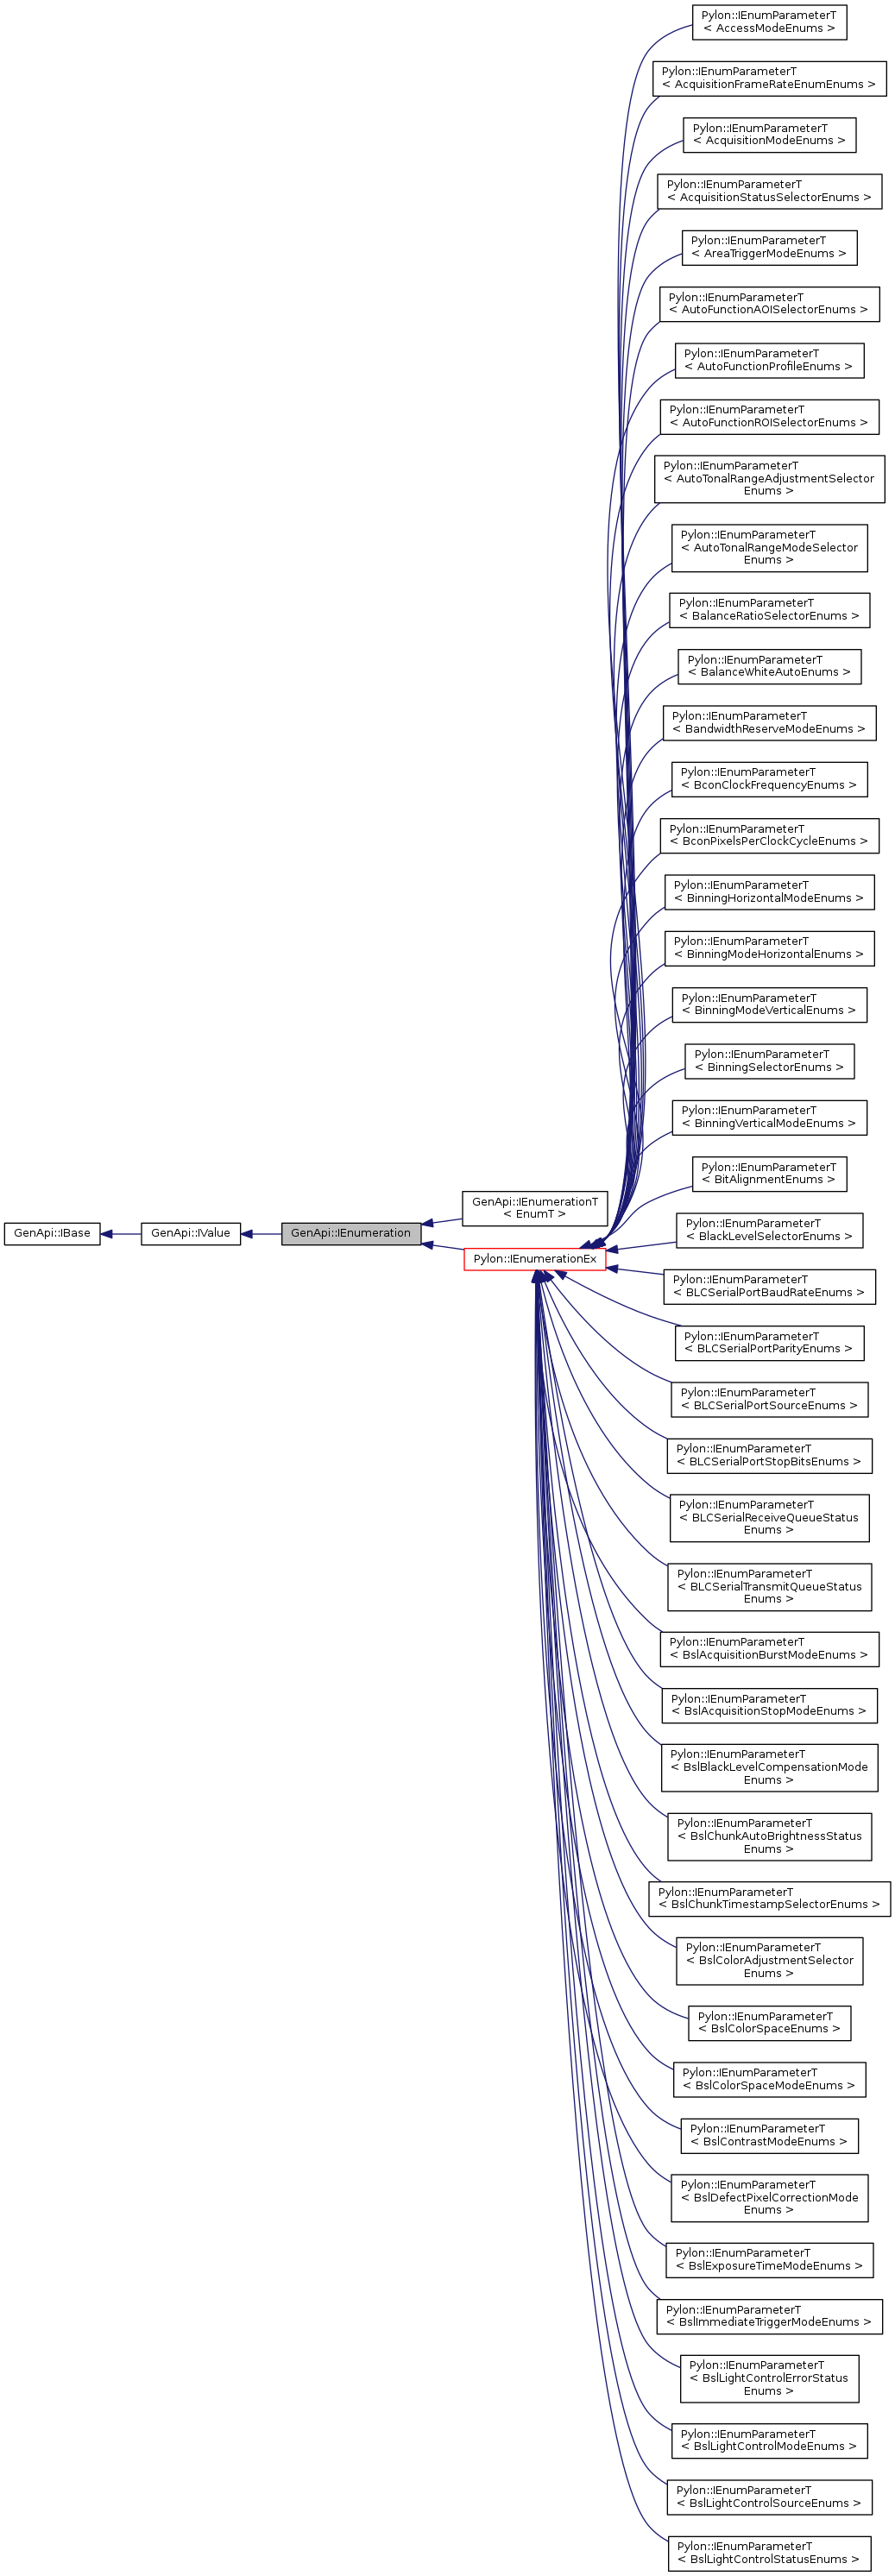 Pylon::IEnumParameterT
< AccessModeEnums >
Pylon::IEnumParameterT
< AcquisitionFrameRateEnumEnums >
Pylon::IEnumParameterT
< AcquisitionModeEnums >
Pylon::IEnumParameterT
< AcquisitionStatusSelectorEnums >
Pylon::IEnumParameterT
< AreaTriggerModeEnums >
Pylon::IEnumParameterT
< AutoFunctionAOISelectorEnums >
Pylon::IEnumParameterT
< AutoFunctionProfileEnums >
Pylon::IEnumParameterT
< AutoFunctionROISelectorEnums >
Pylon::IEnumParameterT
< AutoTonalRangeAdjustmentSelector
Enums >
Pylon::IEnumParameterT
< AutoTonalRangeModeSelector
Enums >
Pylon::IEnumParameterT
< BalanceRatioSelectorEnums >
Pylon::IEnumParameterT
< BalanceWhiteAutoEnums >
Pylon::IEnumParameterT
< BandwidthReserveModeEnums >
Pylon::IEnumParameterT
< BconClockFrequencyEnums >
Pylon::IEnumParameterT
< BconPixelsPerClockCycleEnums >
Pylon::IEnumParameterT
< BinningHorizontalModeEnums >
Pylon::IEnumParameterT
< BinningModeHorizontalEnums >
Pylon::IEnumParameterT
< BinningModeVerticalEnums >
Pylon::IEnumParameterT
< BinningSelectorEnums >
Pylon::IEnumParameterT
< BinningVerticalModeEnums >
Pylon::IEnumParameterT
< BitAlignmentEnums >
GenApi::IBase
GenApi::IValue
GenApi::IEnumeration
GenApi::IEnumerationT
< EnumT >
Pylon::IEnumerationEx
Pylon::IEnumParameterT
< BlackLevelSelectorEnums >
Pylon::IEnumParameterT
< BLCSerialPortBaudRateEnums >
Pylon::IEnumParameterT
< BLCSerialPortParityEnums >
Pylon::IEnumParameterT
< BLCSerialPortSourceEnums >
Pylon::IEnumParameterT
< BLCSerialPortStopBitsEnums >
Pylon::IEnumParameterT
< BLCSerialReceiveQueueStatus
Enums >
Pylon::IEnumParameterT
< BLCSerialTransmitQueueStatus
Enums >
Pylon::IEnumParameterT
< BslAcquisitionBurstModeEnums >
Pylon::IEnumParameterT
< BslAcquisitionStopModeEnums >
Pylon::IEnumParameterT
< BslBlackLevelCompensationMode
Enums >
Pylon::IEnumParameterT
< BslChunkAutoBrightnessStatus
Enums >
Pylon::IEnumParameterT
< BslChunkTimestampSelectorEnums >
Pylon::IEnumParameterT
< BslColorAdjustmentSelector
Enums >
Pylon::IEnumParameterT
< BslColorSpaceEnums >
Pylon::IEnumParameterT
< BslColorSpaceModeEnums >
Pylon::IEnumParameterT
< BslContrastModeEnums >
Pylon::IEnumParameterT
< BslDefectPixelCorrectionMode
Enums >
Pylon::IEnumParameterT
< BslExposureTimeModeEnums >
Pylon::IEnumParameterT
< BslImmediateTriggerModeEnums >
Pylon::IEnumParameterT
< BslLightControlErrorStatus
Enums >
Pylon::IEnumParameterT
< BslLightControlModeEnums >
Pylon::IEnumParameterT
< BslLightControlSourceEnums >
Pylon::IEnumParameterT
< BslLightControlStatusEnums >